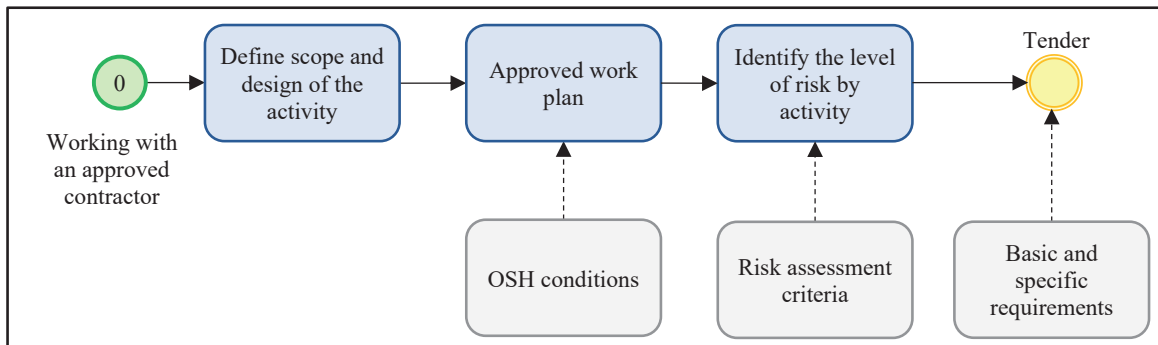 0
Working with
an approved
contractor
Define scope and
design of the
activity
Approved work
plan
Identify the level
of risk by
activity
Tender
OSH conditions
Risk assessment
criteria
Basic and
specific
requirements